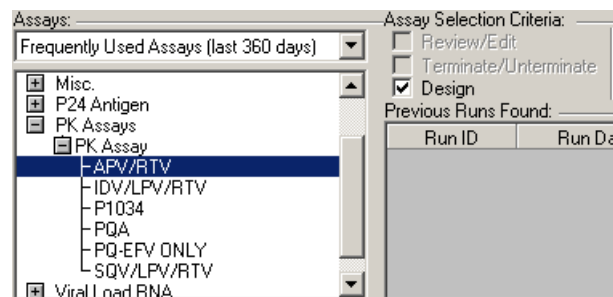 Assays:
Frequently Used Assays (last 360 days)
Misc.
P24 Antigen
PK Assays
PK Assay
APV/RTV
IDV/LPV/RTV
P1034
PQA
PQ-EFV ONLY
SQV/LPV/RTV
Viral Load RNA
Assay Selection Criteria:
Review/Edit
Terminate/Unterminate
Design
Previous Runs Found:
Run ID Run Da